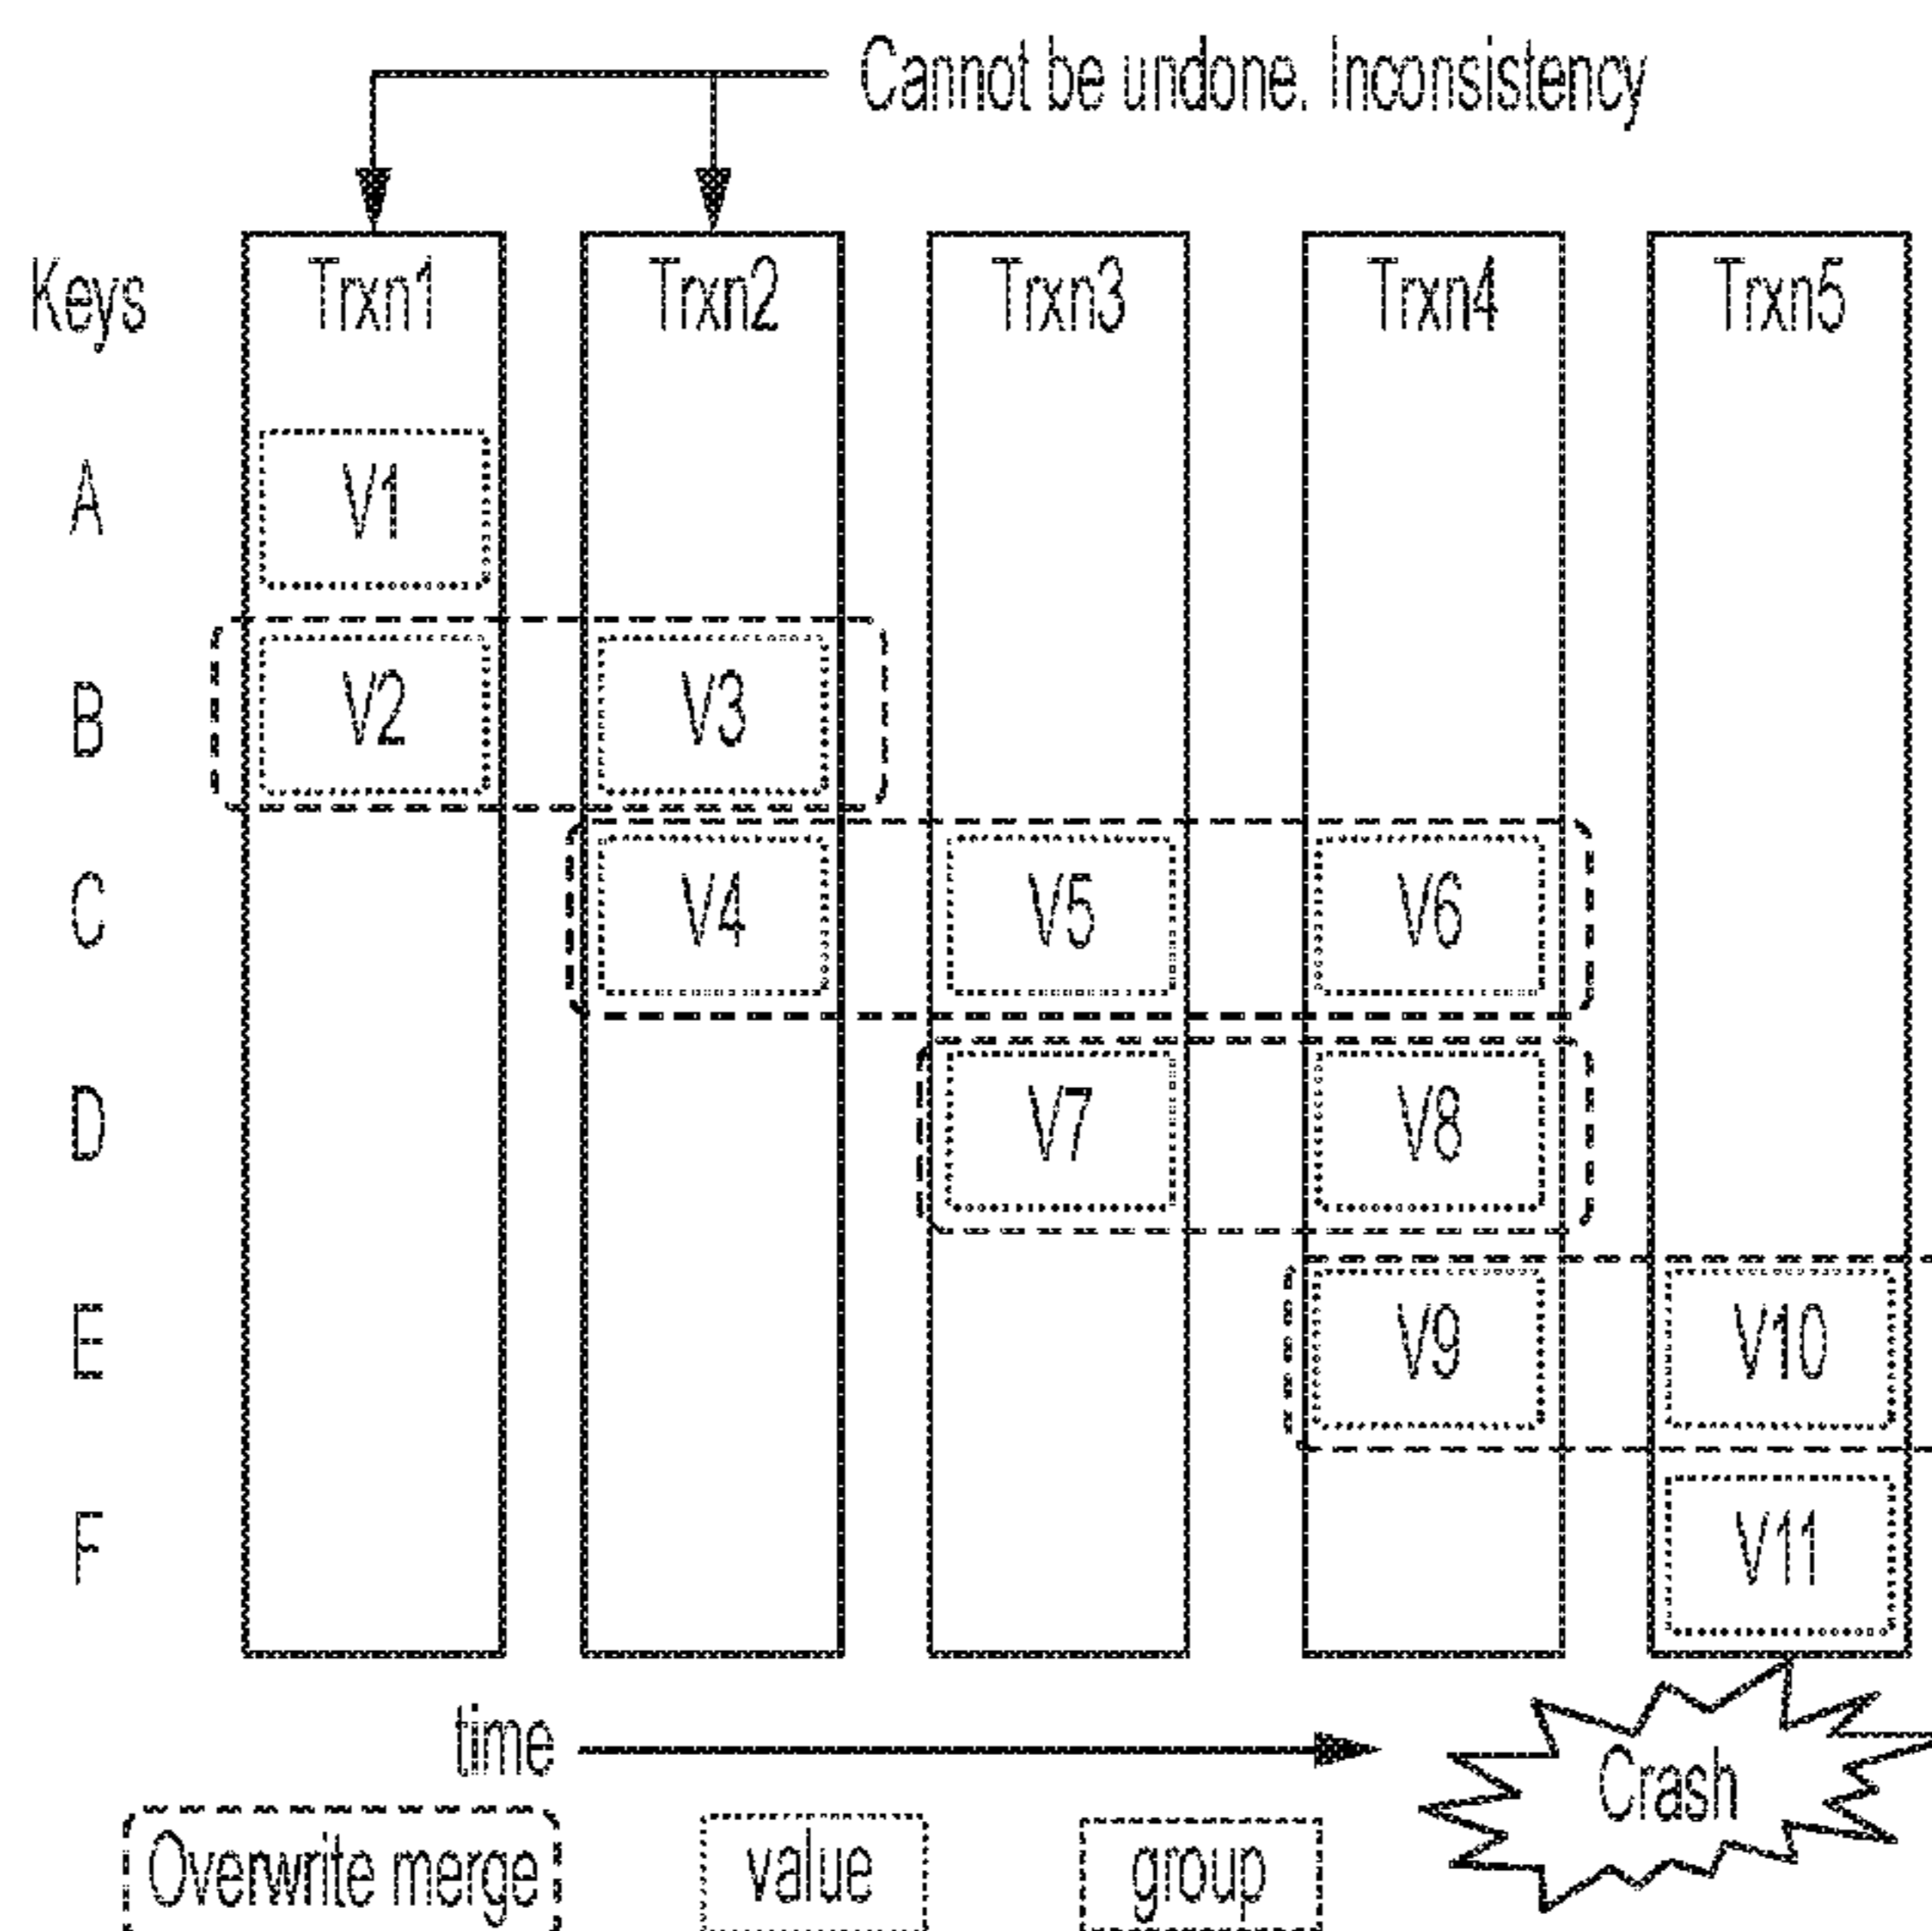 Cannot be undone. Inconsistency
Keys Trxn1 Trxn2 Trxn3 Trxn4 Trxn5
A V1
B V2 V3
C V4 V5 V6
D V7 V8
E V9 V10
F V11
time
Crash
Overwrite merge value group